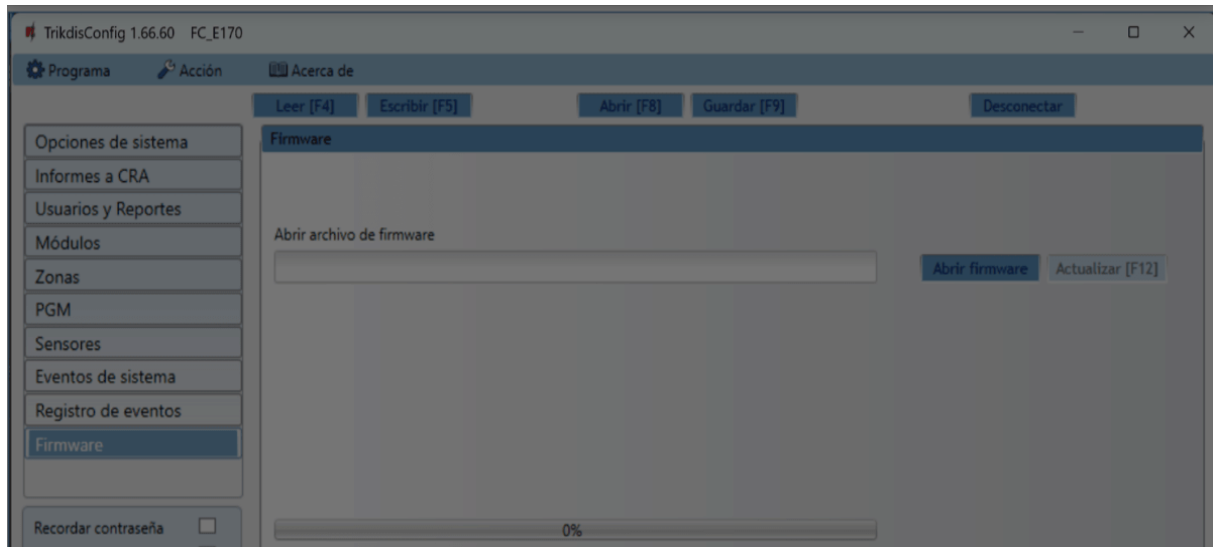 TrikdisConfig 1.66.60 FC_E170
Programa Acción Acerca de
Leer [F4] Escribir [F5] Abrir [F8] Guardar [F9] Desconectar
Opciones de sistema
Informes a CRA
Usuarios y Reportes
Módulos
Zonas
PGM
Sensores
Eventos de sistema
Registro de eventos
Firmware
Recordar contraseña
Firmware
Abrir archivo de firmware
Abrir firmware Actualizar [F12]
0%